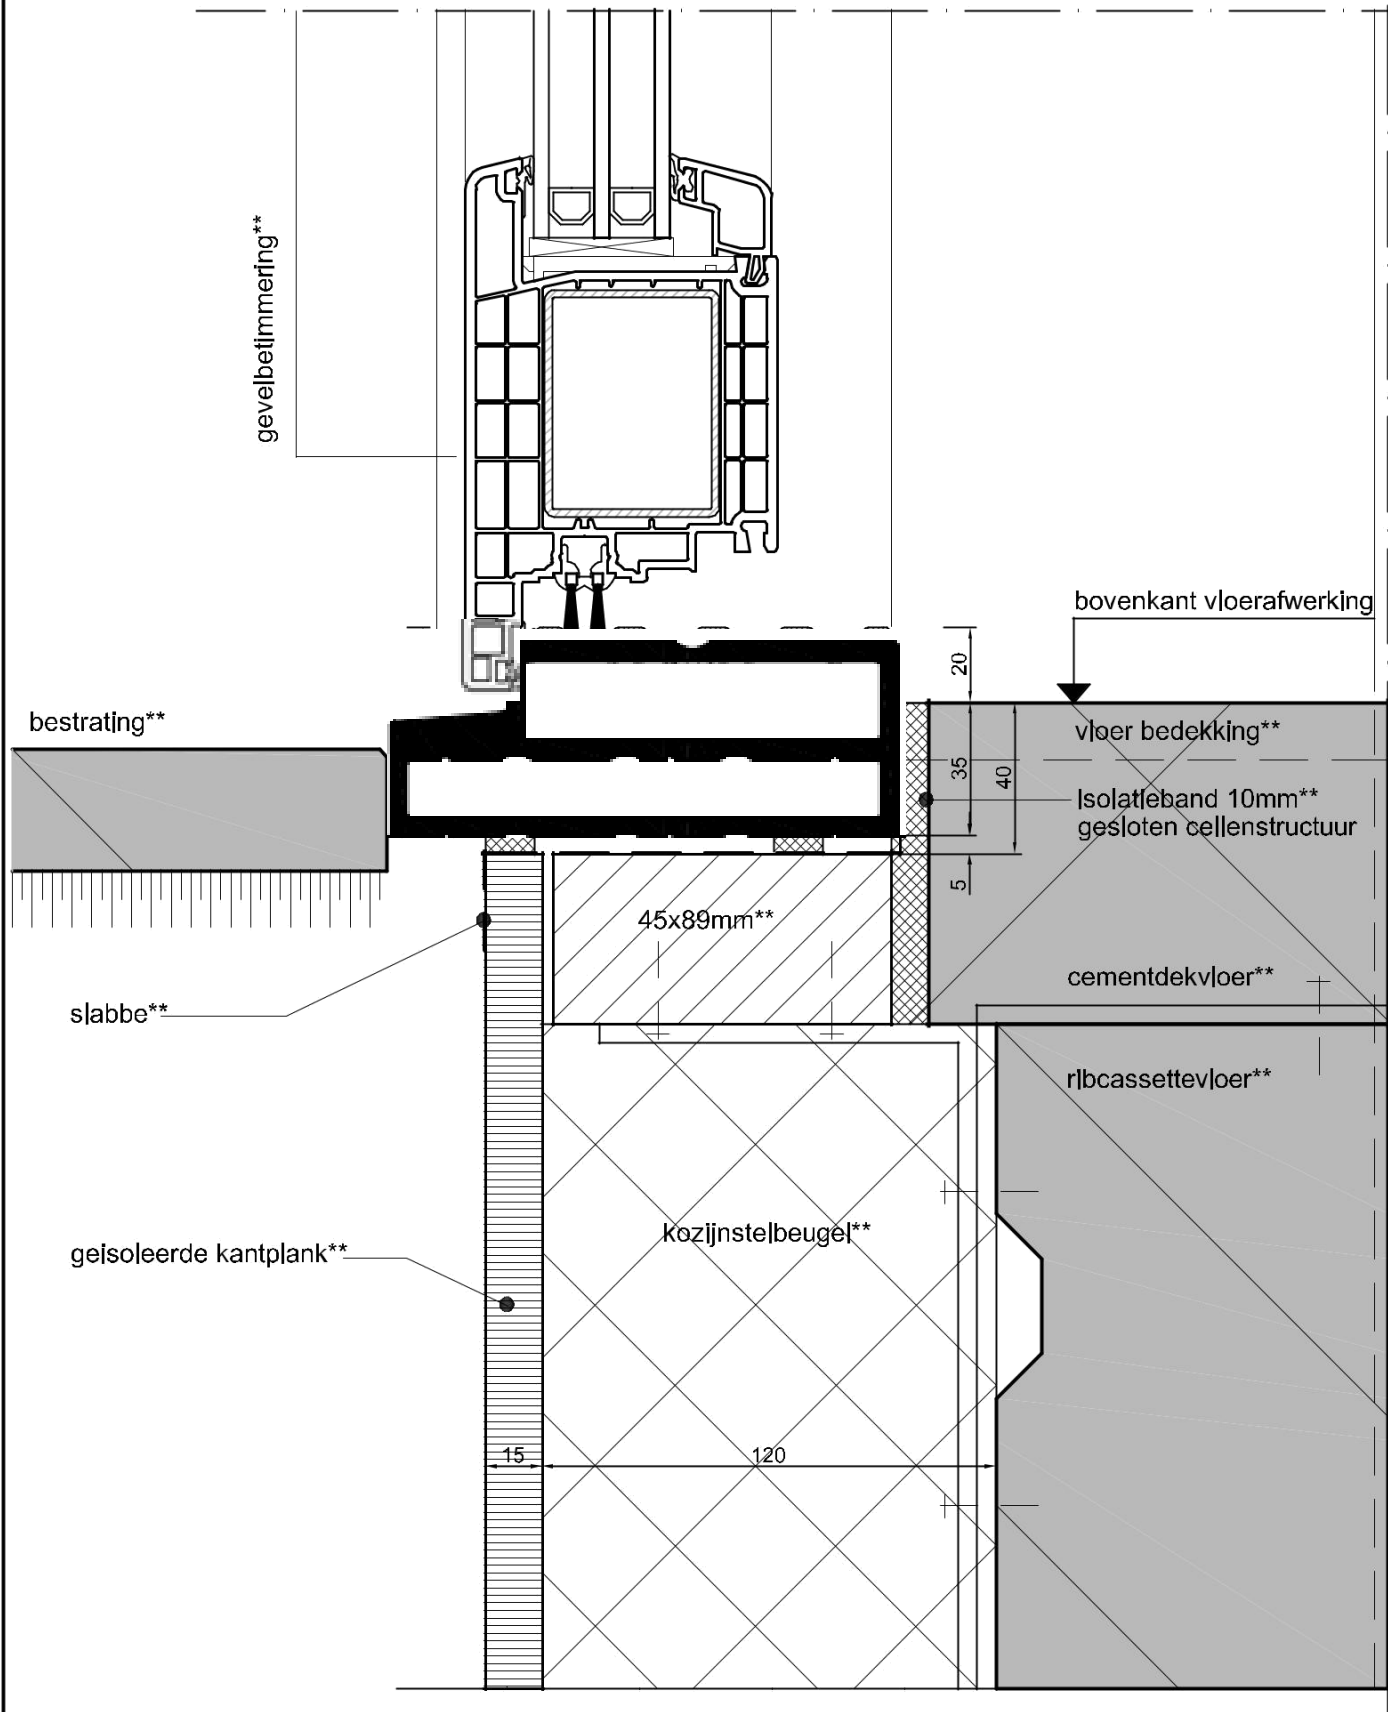 gevelbetimmering**
bovenkant vloerafwerking
20
bestrating**
vloer bedekking**
35
40
Isolatieband 10mm**
gesloten cellenstructuur
5
45x89mm**
cementdekvloer**
slabbe**
ribcassettevloer**
kozijnstelbeugel**
geisoleerde kantplank**
15
120